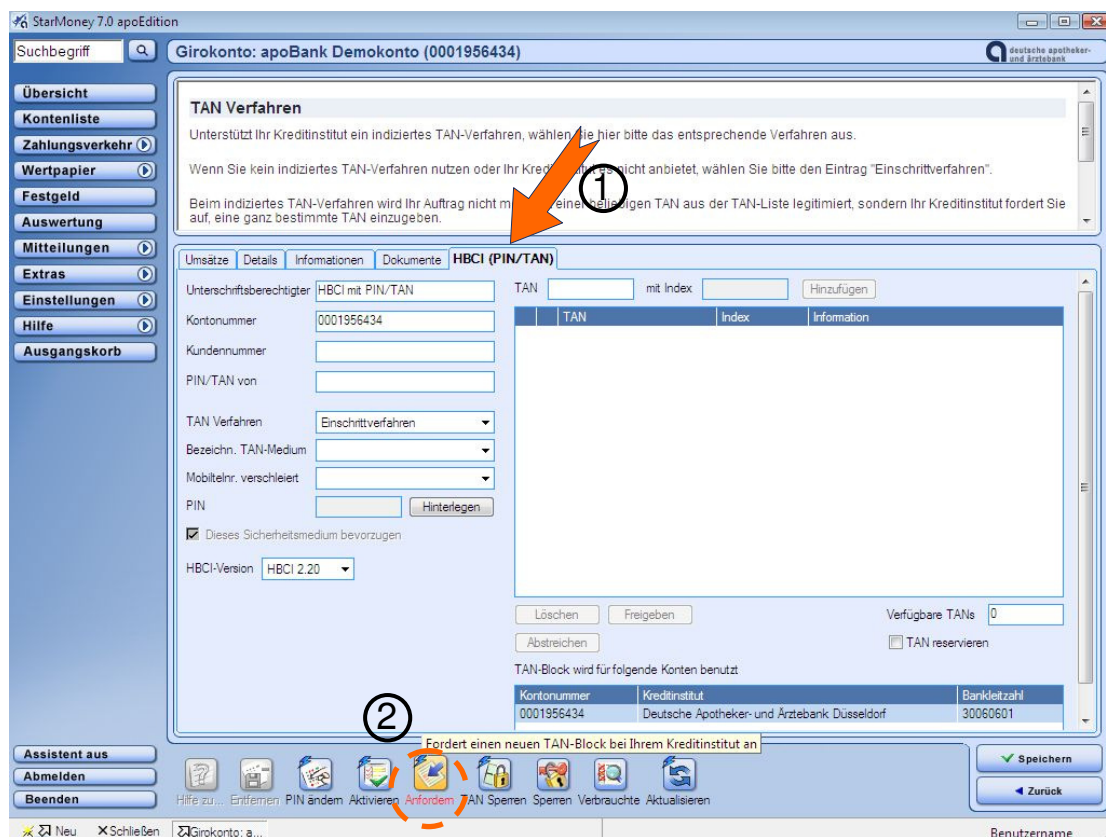 StarMoney 7.0 apoEdition
Suchbegriff
Girokonto: apoBank Demokonto (0001956434)
deutsche apotheker-
und ärztebank
Übersicht
Kontenliste
Zahlungsverkehr
Wertpapier
Festgeld
Auswertung
Mitteilungen
Extras
Einstellungen
Hilfe
Ausgangskorb
TAN Verfahren
Unterstützt Ihr Kreditinstitut ein indiziertes TAN-Verfahren, wählen Sie hier bitte das entsprechende Verfahren aus.
Wenn Sie kein indiziertes TAN-Verfahren nutzen oder Ihr Kreditinstitut es nicht anbietet, wählen Sie bitte den Eintrag "Einschrittverfahren".
Beim indizierten TAN-Verfahren wird Ihr Auftrag nicht einer beliebigen TAN aus der TAN-Liste legitimiert, sondern Ihr Kreditinstitut fordert Sie
auf, eine ganz bestimmte TAN einzugeben.
1
Umsätze Details Informationen Dokumente HBCI (PIN/TAN)
Unterschriftsberechtigter HBCI mit PIN/TAN
Kontonummer 0001956434
Kundennummer
PIN/TAN von
TAN Verfahren Einschrittverfahren
Bezeichn. TAN-Medium
Mobiltelnr. verschleiert
PIN Hinterlegen
Dieses Sicherheitsmedium bevorzugen
HBCI-Version HBCI 2.20
TAN mit Index Hinzufügen
TAN Index Information
Löschen Freigeben Verfügbare TANs 0
Abstreichen TAN reservieren
TAN-Block wird für folgende Konten benutzt
Kontonummer Kreditinstitut Bankleitzahl
0001956434 Deutsche Apotheker- und Ärztebank Düsseldorf 30060601
2
Fordert einen neuen TAN-Block bei Ihrem Kreditinstitut an
Assistent aus
Abmelden
Beenden
Hilfe zu... Entfernen PIN ändern Aktivieren Anfordern TAN Sperren Sperren Verbrauchte Aktualisieren
Speichern
Zurück
Neu Schließen Girokonto: a... Benutzername